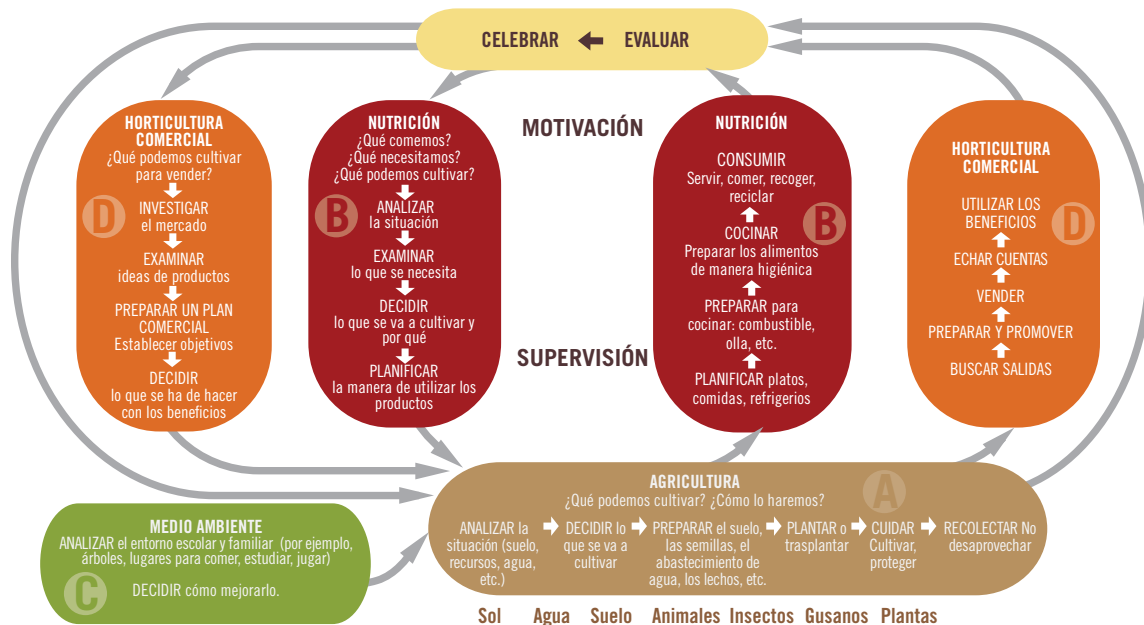 CELEBRAR EVALUAR
MOTIVACIÓN
SUPERVISIÓN
HORTICULTURA
COMERCIAL
¿Qué podemos cultivar
para vender?
D
INVESTIGAR
el mercado
EXAMINAR
ideas de productos
PREPARAR UN PLAN
COMERCIAL
Establecer objetivos
DECIDIR
lo que se ha de hacer
con los beneficios
NUTRICIÓN
¿Qué comemos?
¿Qué necesitamos?
¿Qué podemos cultivar?
B
ANALIZAR
la situación
EXAMINAR
lo que se necesita
DECIDIR
lo que se va a cultivar y
por qué
PLANIFICAR
la manera de utilizar los
productos
NUTRICIÓN
CONSUMIR
Servir, comer, recoger,
reciclar
B
COCINAR
Preparar los alimentos
de manera higiénica
PREPARAR para
cocinar: combustible,
olla, etc.
PLANIFICAR platos,
comidas, refrigerios
HORTICULTURA
COMERCIAL
UTILIZAR LOS
BENEFICIOS
D
ECHAR CUENTAS
VENDER
PREPARAR Y PROMOVER
BUSCAR SALIDAS
AGRICULTURA
¿Qué podemos cultivar? ¿Cómo lo haremos?
A
ANALIZAR la
situación (suelo,
recursos, agua,
etc.)
DECIDIR lo
que se va a
cultivar
PREPARAR el suelo,
las semillas, el
abastecimiento de
agua, los lechos, etc.
PLANTAR o
trasplantar
CUIDAR
Cultivar,
proteger
RECOLECTAR No
desaprovechar
MEDIO AMBIENTE
ANALIZAR el entorno escolar y familiar (por ejemplo,
árboles, lugares para comer, estudiar, jugar)
C
DECIDIR cómo mejorarlo.
Sol Agua Suelo Animales Insectos Gusanos Plantas